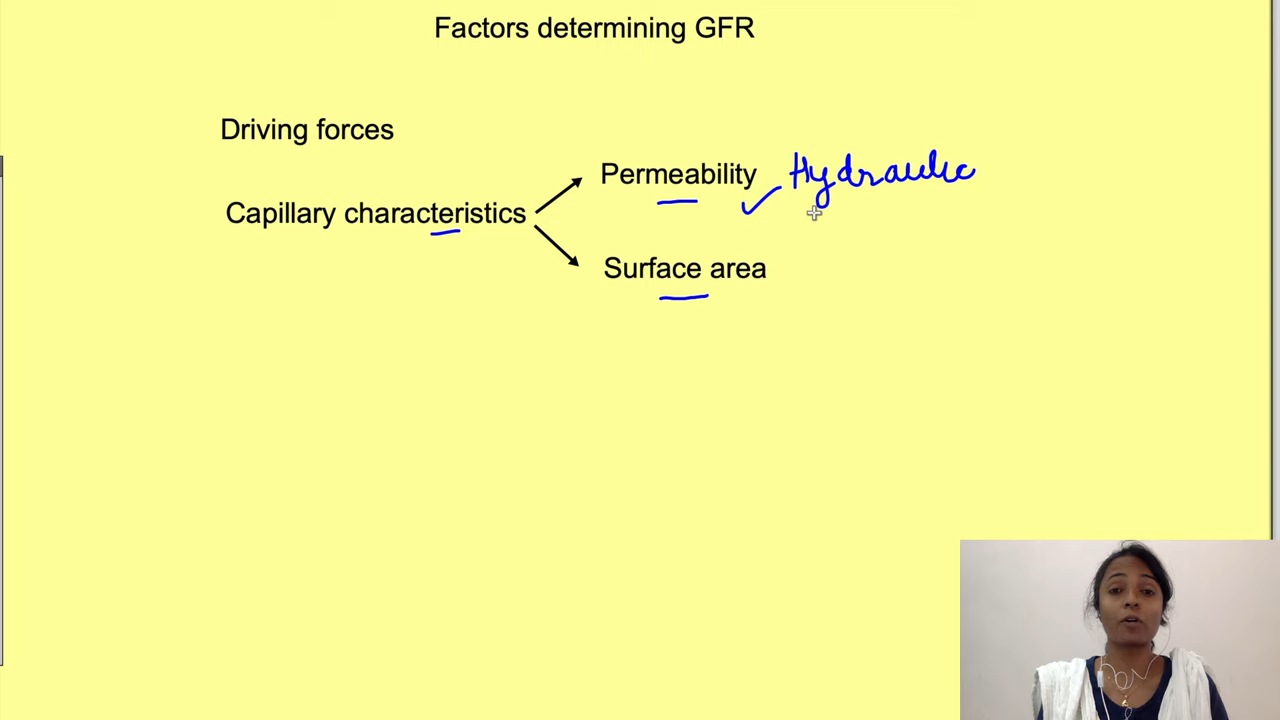 Factors determining GFR
Driving forces
Permeability Hydraulic
Capillary characteristics
Surface area